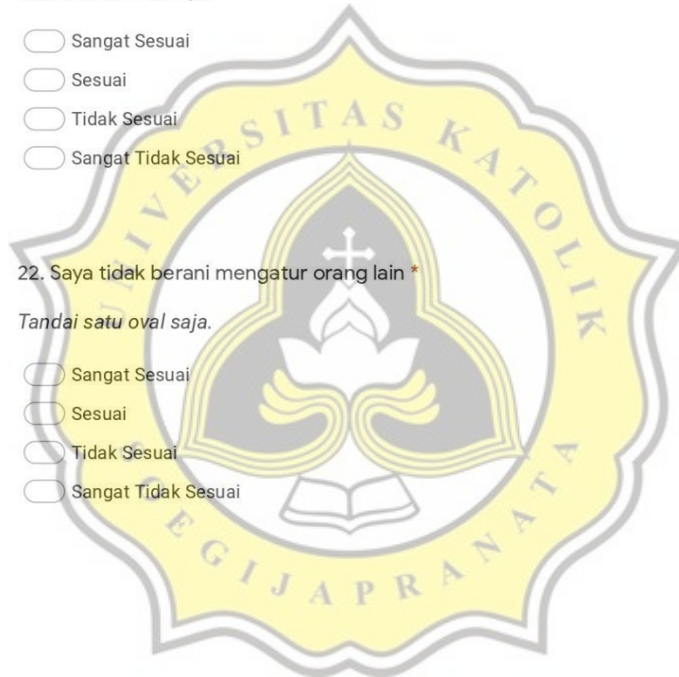 Sangat Sesuai
Sesuai
Tidak Sesuai
Sangat Tidak Sesuai
22. Saya tidak berani mengatur orang lain *
Tandai satu oval saja.
Sangat Sesuai
Sesuai
Tidak Sesuai
Sangat Tidak Sesuai
UNIVERSITAS KATOLIK
SOEGIJAPRANATA